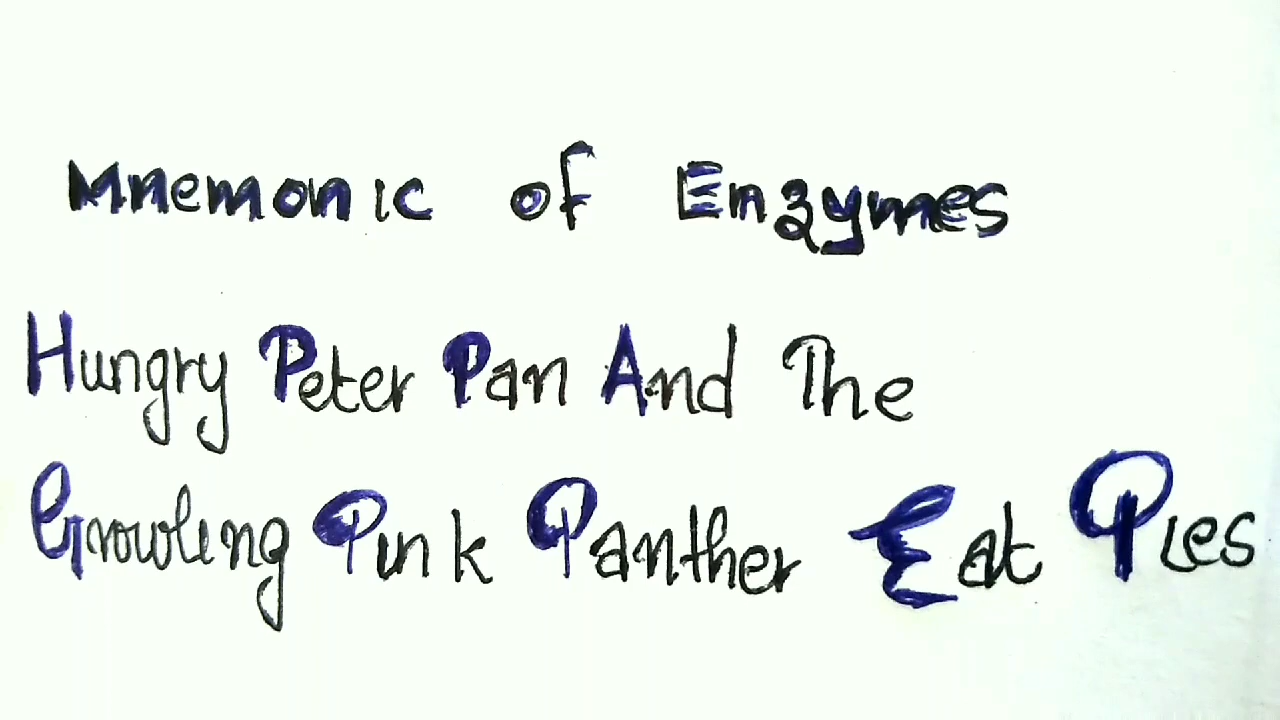 Mnemonic of Enzymes
Hungry Peter Pan And The
Growling Pink Panther Eat Pies